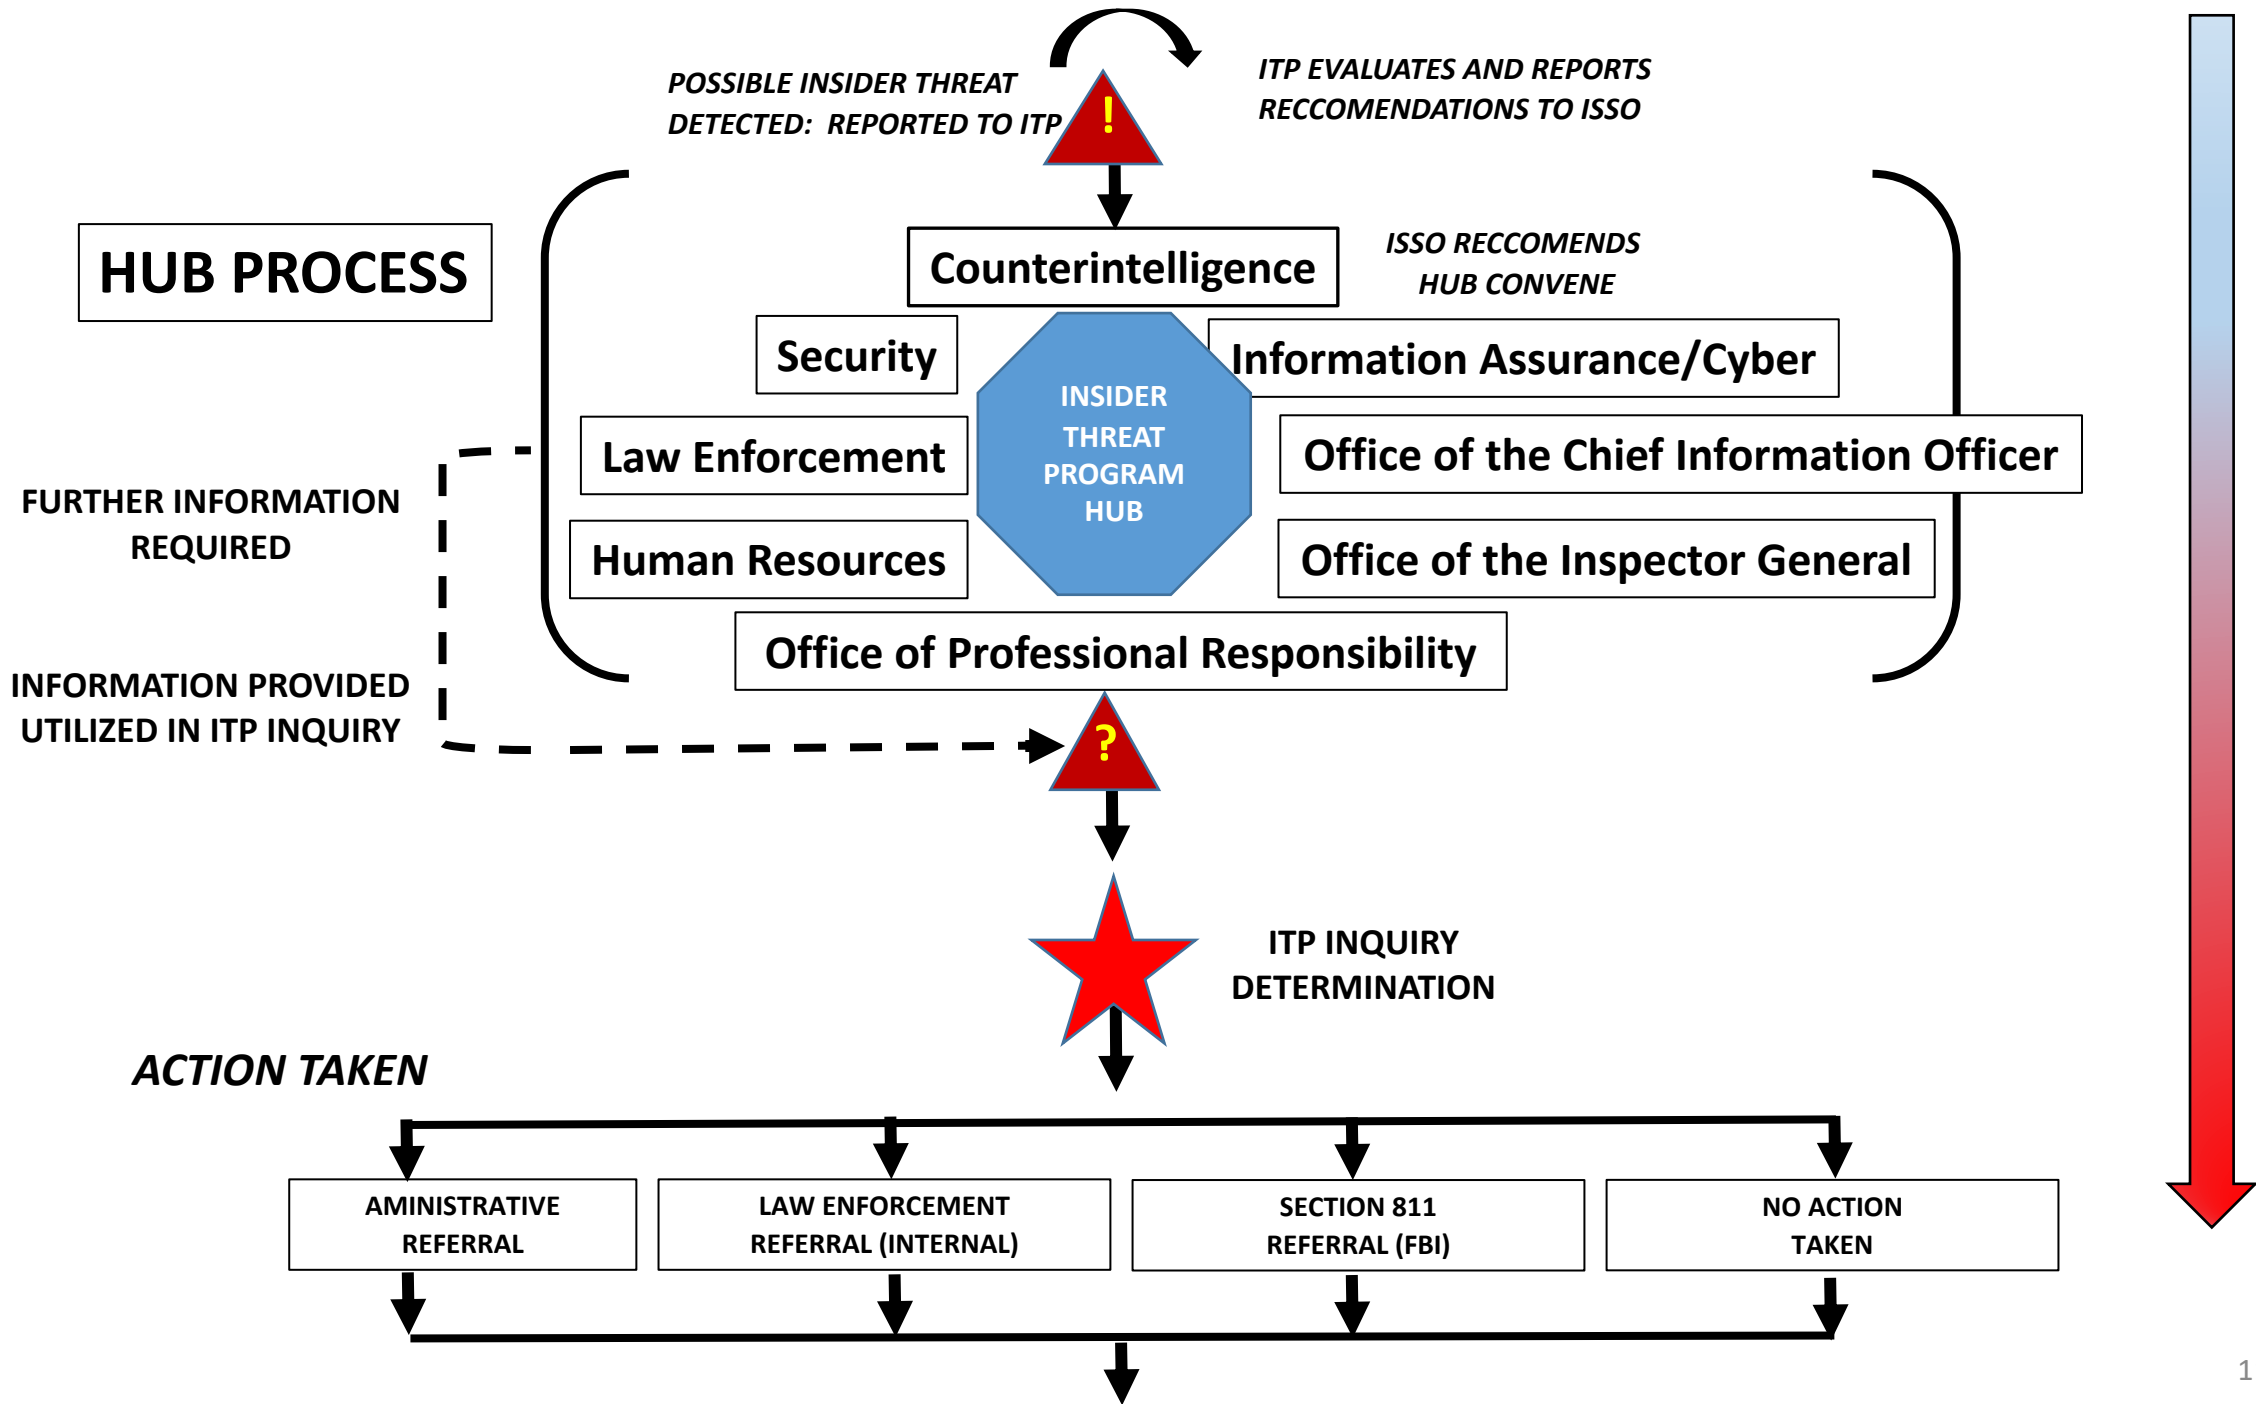 POSSIBLE INSIDER THREAT
DETECTED: REPORTED TO ITP
!
ITP EVALUATES AND REPORTS
RECCOMENDATIONS TO ISSO
HUB PROCESS
Counterintelligence
ISSO RECCOMENDS
HUB CONVENE
Security
Information Assurance/Cyber
INSIDER
THREAT
PROGRAM
HUB
Law Enforcement
Office of the Chief Information Officer
Human Resources
Office of the Inspector General
Office of Professional Responsibility
FURTHER INFORMATION
REQUIRED
INFORMATION PROVIDED
UTILIZED IN ITP INQUIRY
?
ITP INQUIRY
DETERMINATION
ACTION TAKEN
AMINISTRATIVE
REFERRAL
LAW ENFORCEMENT
REFERRAL (INTERNAL)
SECTION 811
REFERRAL (FBI)
NO ACTION
TAKEN
1